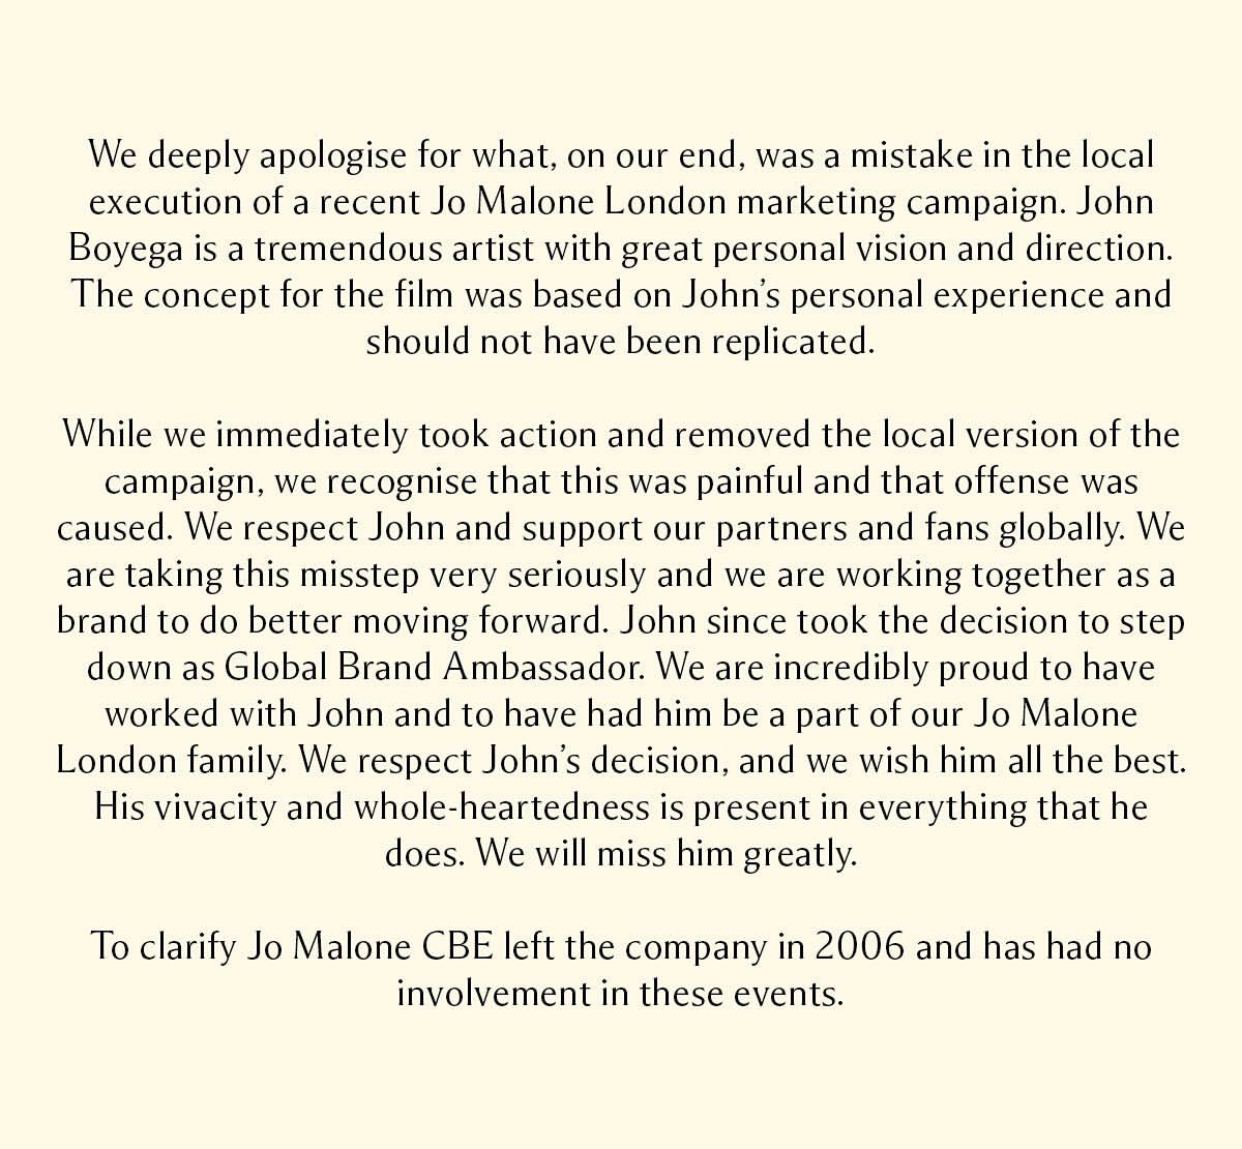 We deeply apologise for what, on our end, was a mistake in the local
execution of a recent Jo Malone London marketing campaign. John
Boyega is a tremendous artist with great personal vision and direction.
The concept for the film was based on John’s personal experience and
should not have been replicated.
While we immediately took action and removed the local version of the
campaign, we recognise that this was painful and that offense was
caused. We respect John and support our partners and fans globally. We
are taking this misstep very seriously and we are working together as a
brand to do better moving forward. John since took the decision to step
down as Global Brand Ambassador. We are incredibly proud to have
worked with John and to have had him be a part of our Jo Malone
London family. We respect John’s decision, and we wish him all the best.
His vivacity and whole-heartedness is present in everything that he
does. We will miss him greatly.
To clarify Jo Malone CBE left the company in 2006 and has had no
involvement in these events.